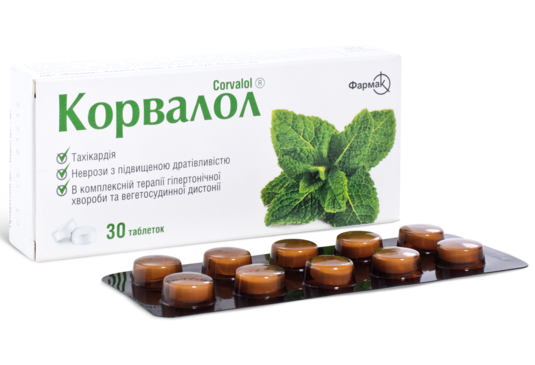 Corvalol ®
Корвалол
Фармак
Тахікардія
Неврози з підвищеною дратівливістю
В комплексній терапії гіпертонічної
хвороби та вегетосудинної дистонії
30 таблеток